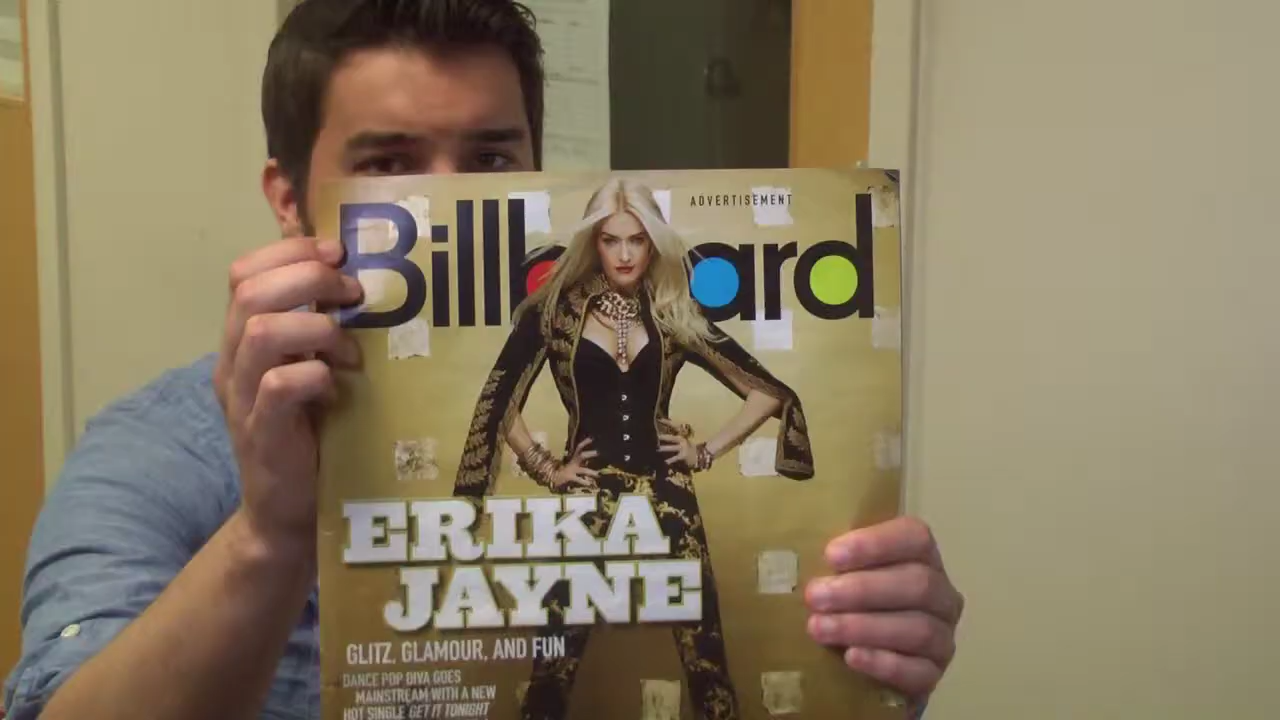 ADVERTISEMENT
Billboard
ERIKA
JAYNE
GLITZ, GLAMOUR, AND FUN
DANCE POP DIVA GOES
MAINSTREAM WITH A NEW
HOT SINGLE GET IT TONIGHT